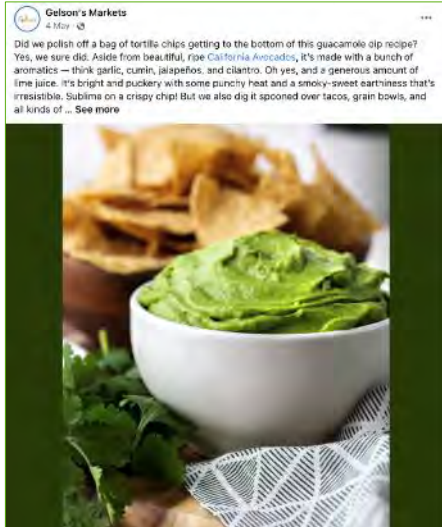 Gelson's Markets
4 May ·
Did we polish off a bag of tortilla chips getting to the bottom of this guacamole dip recipe?
Yes, we sure did. Aside from beautiful, ripe California Avocados, it's made with a bunch of
aromatics — think garlic, cumin, jalapeños, and cilantro. Oh yes, and a generous amount of
lime juice. It's bright and puckery with some punchy heat and a smoky-sweet earthiness that's
irresistible. Sublime on a crispy chip! But we also dig it spooned over tacos, grain bowls, and
all kinds of ... See more